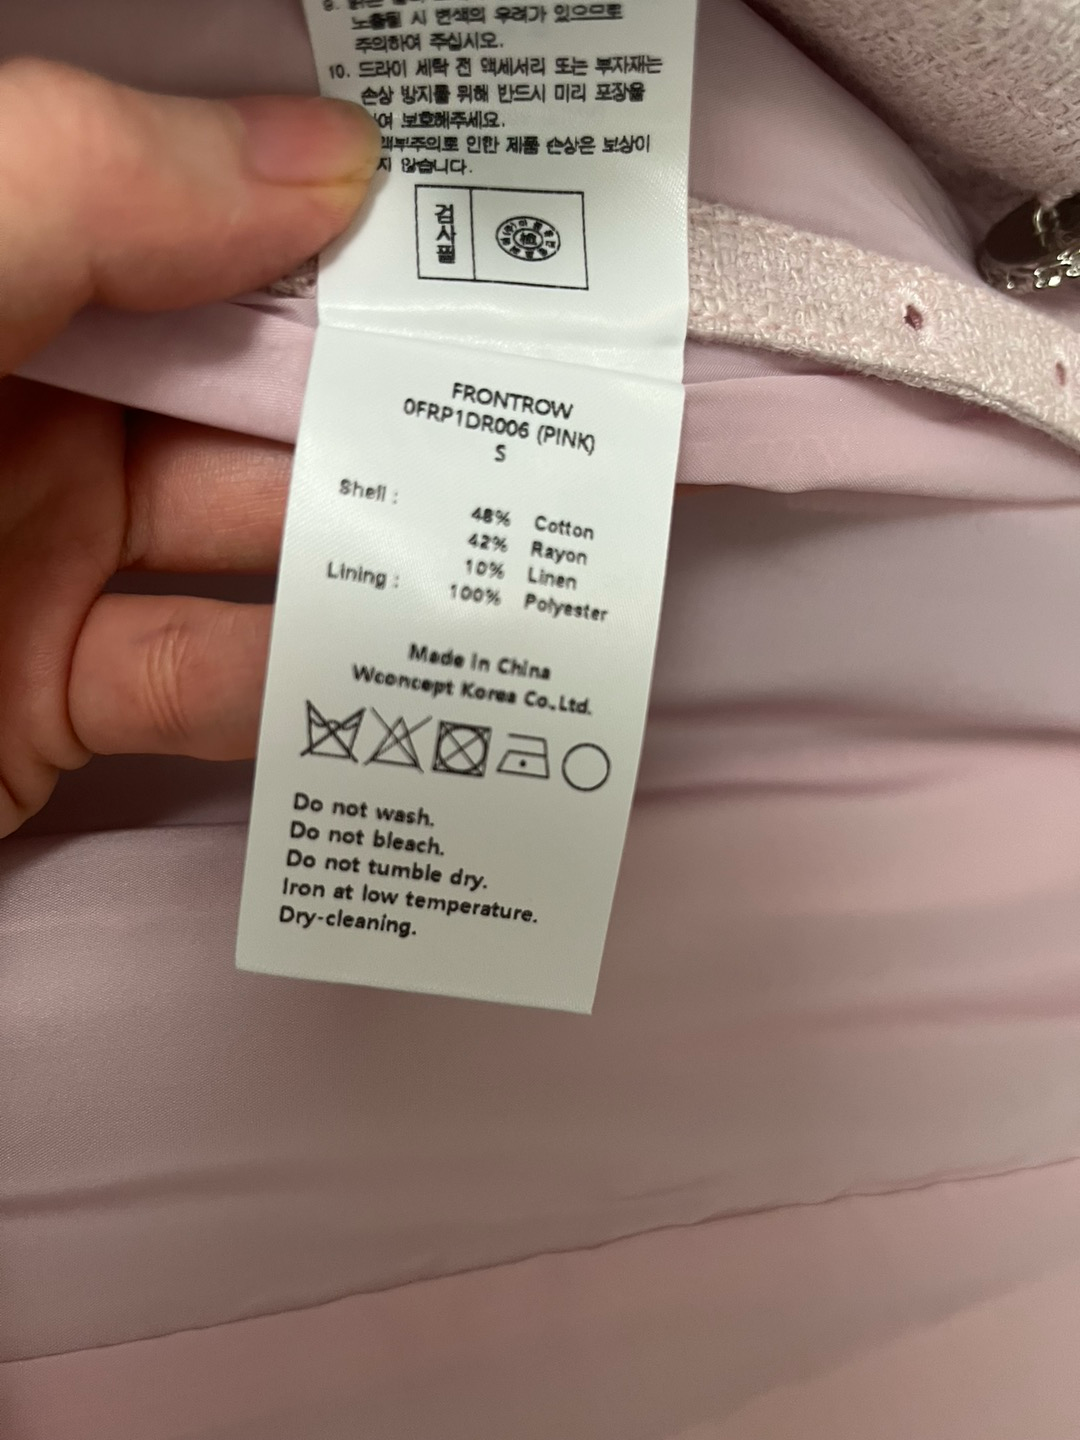 9.
노출될 시 변색의 우려가 있으므로
주의하여 주십시오.
10. 드라이 세탁 전 액세서리 또는 부자재는
손상 방지를 위해 반드시 미리 포장을
여 보호해주세요.
객부주의로 인한 제품 손상은 보상이
지 않습니다.
검사필
FRONTROW
0FRP1DR006 (PINK)
S
Shell :
48% Cotton
42% Rayon
10% Linen
Lining : 100% Polyester
Made in China
Wconcept Korea Co.,Ltd.
Do not wash.
Do not bleach.
Do not tumble dry.
Iron at low temperature.
Dry-cleaning.